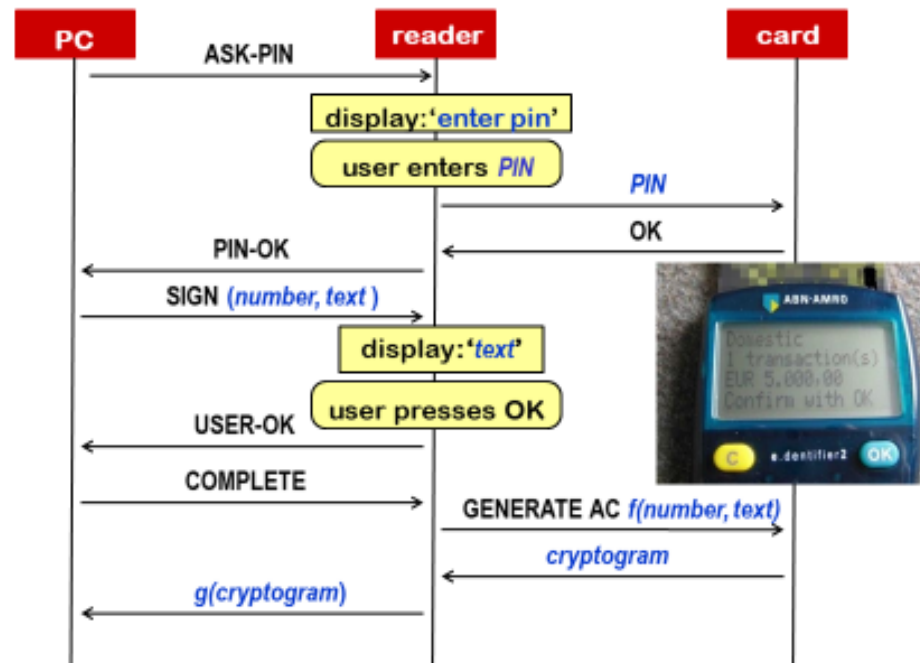 PC reader card
ASK-PIN
display:‘enter pin’
user enters PIN
PIN
OK
PIN-OK
SIGN (number, text )
ABN·AMRO
Domestic
1 transaction(s)
EUR 5.000,00
Confirm with OK
C e.dentifier2 OK
display:‘text’
user presses OK
USER-OK
COMPLETE
GENERATE AC f(number, text)
cryptogram
g(cryptogram)